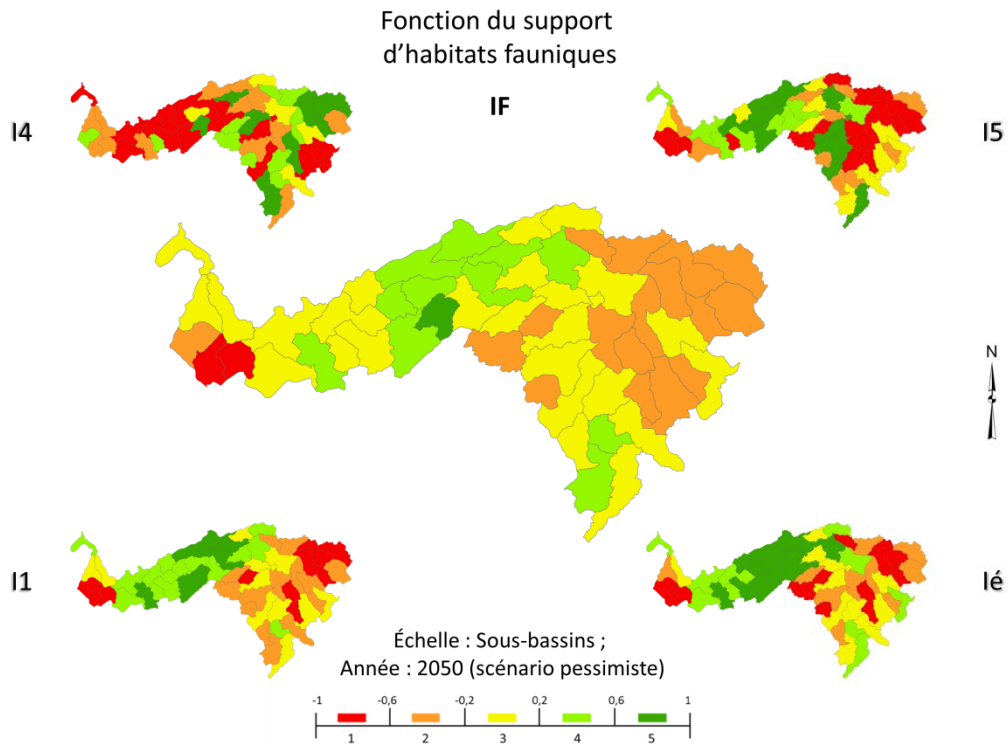 Fonction du support
d'habitats fauniques
IF
I4
I5
N
I1
Ié
Échelle : Sous-bassins ;
Année : 2050 (scénario pessimiste)
-1 -0,6 -0,2 0,2 0,6 1
1 2 3 4 5